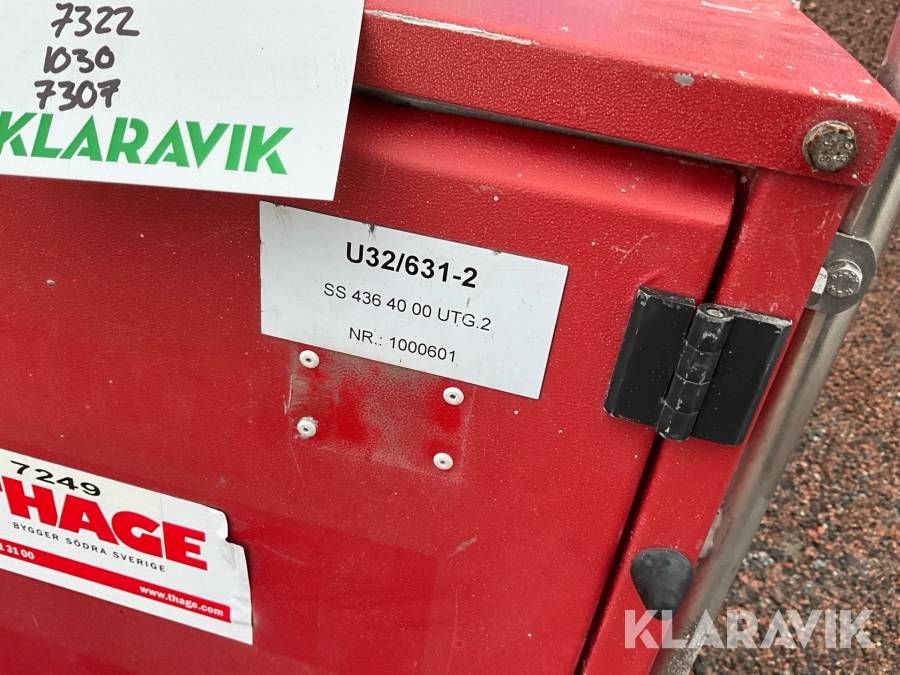 7322
1030
7307
KLARAVIK
U32/631-2
SS 436 40 00 UTG.2
NR.: 1000601
7249
THAGE
BYGGER SÖDRA SVERIGE
13100
www.thage.com
KLARAVIK